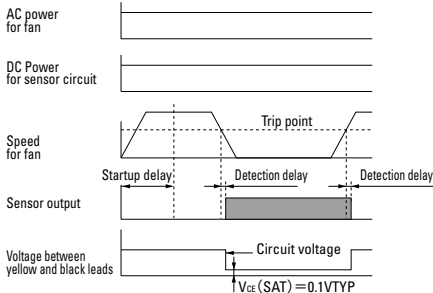 AC power
for fan
DC Power
for sensor circuit
Trip point
Speed
for fan
Startup delay
Detection delay
Detection delay
Sensor output
Circuit voltage
Voltage between
yellow and black leads
VCE (SAT)=0.1VTYP